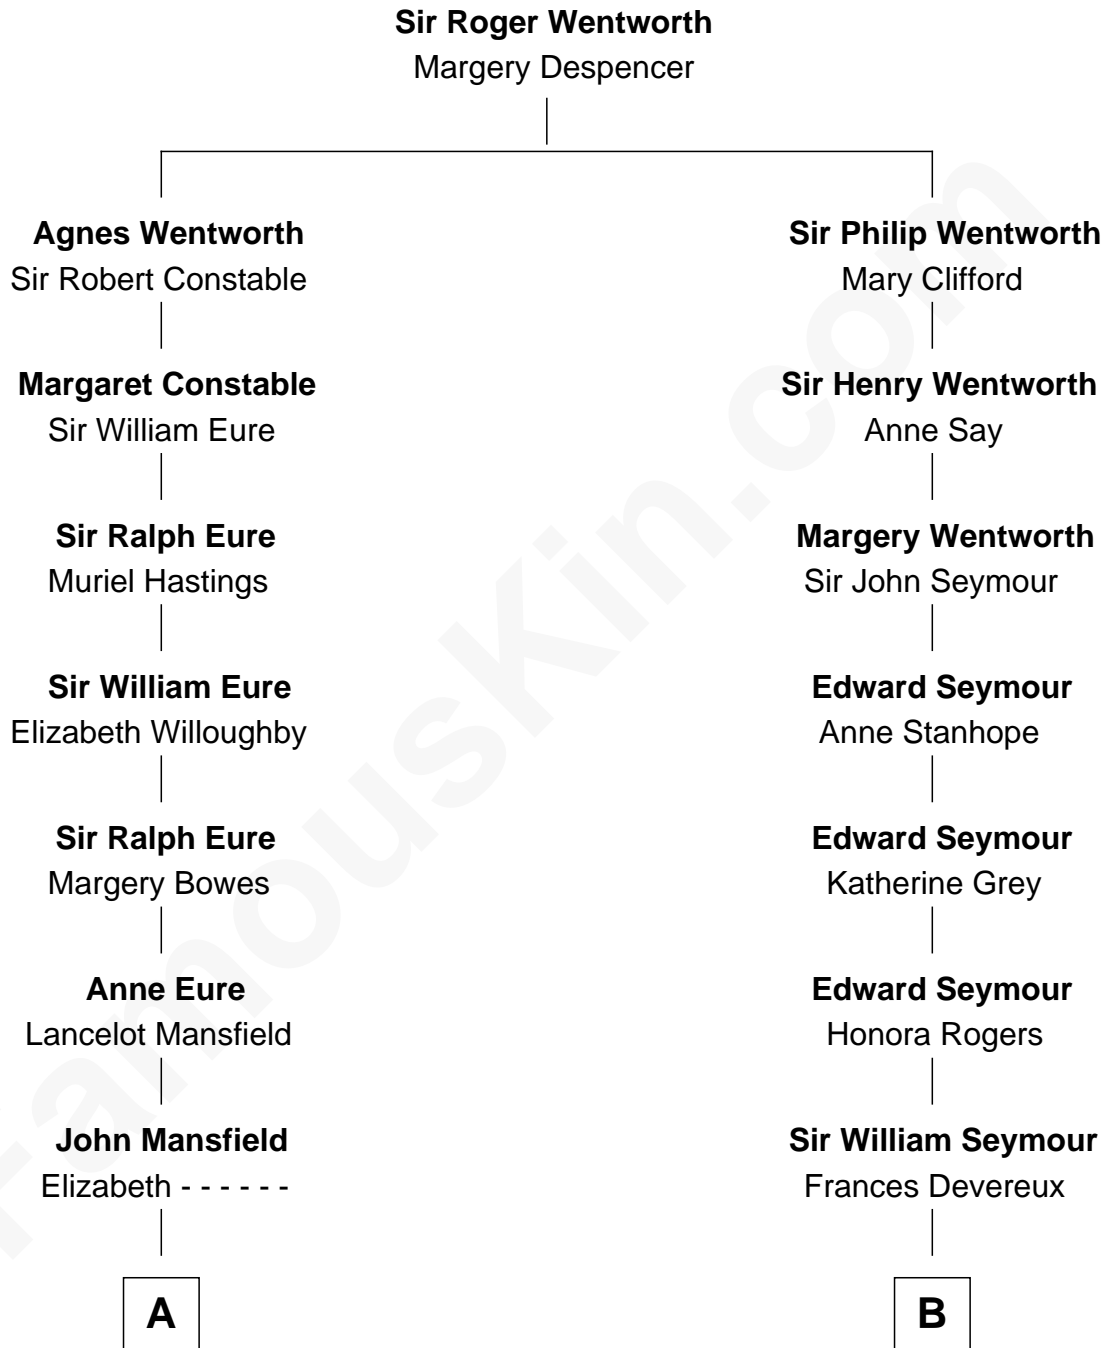 Sir Roger Wentworth
Margery Despencer
Agnes Wentworth
Sir Robert Constable
Sir Philip Wentworth
Mary Clifford
Margaret Constable
Sir William Eure
Sir Henry Wentworth
Anne Say
Sir Ralph Eure
Muriel Hastings
Margery Wentworth
Sir John Seymour
Sir William Eure
Elizabeth Willoughby
Edward Seymour
Anne Stanhope
Sir Ralph Eure
Margery Bowes
Edward Seymour
Katherine Grey
Anne Eure
Lancelot Mansfield
Edward Seymour
Honora Rogers
John Mansfield
Elizabeth - - - - - -
Sir William Seymour
Frances Devereux
A
B
FamousKin.com